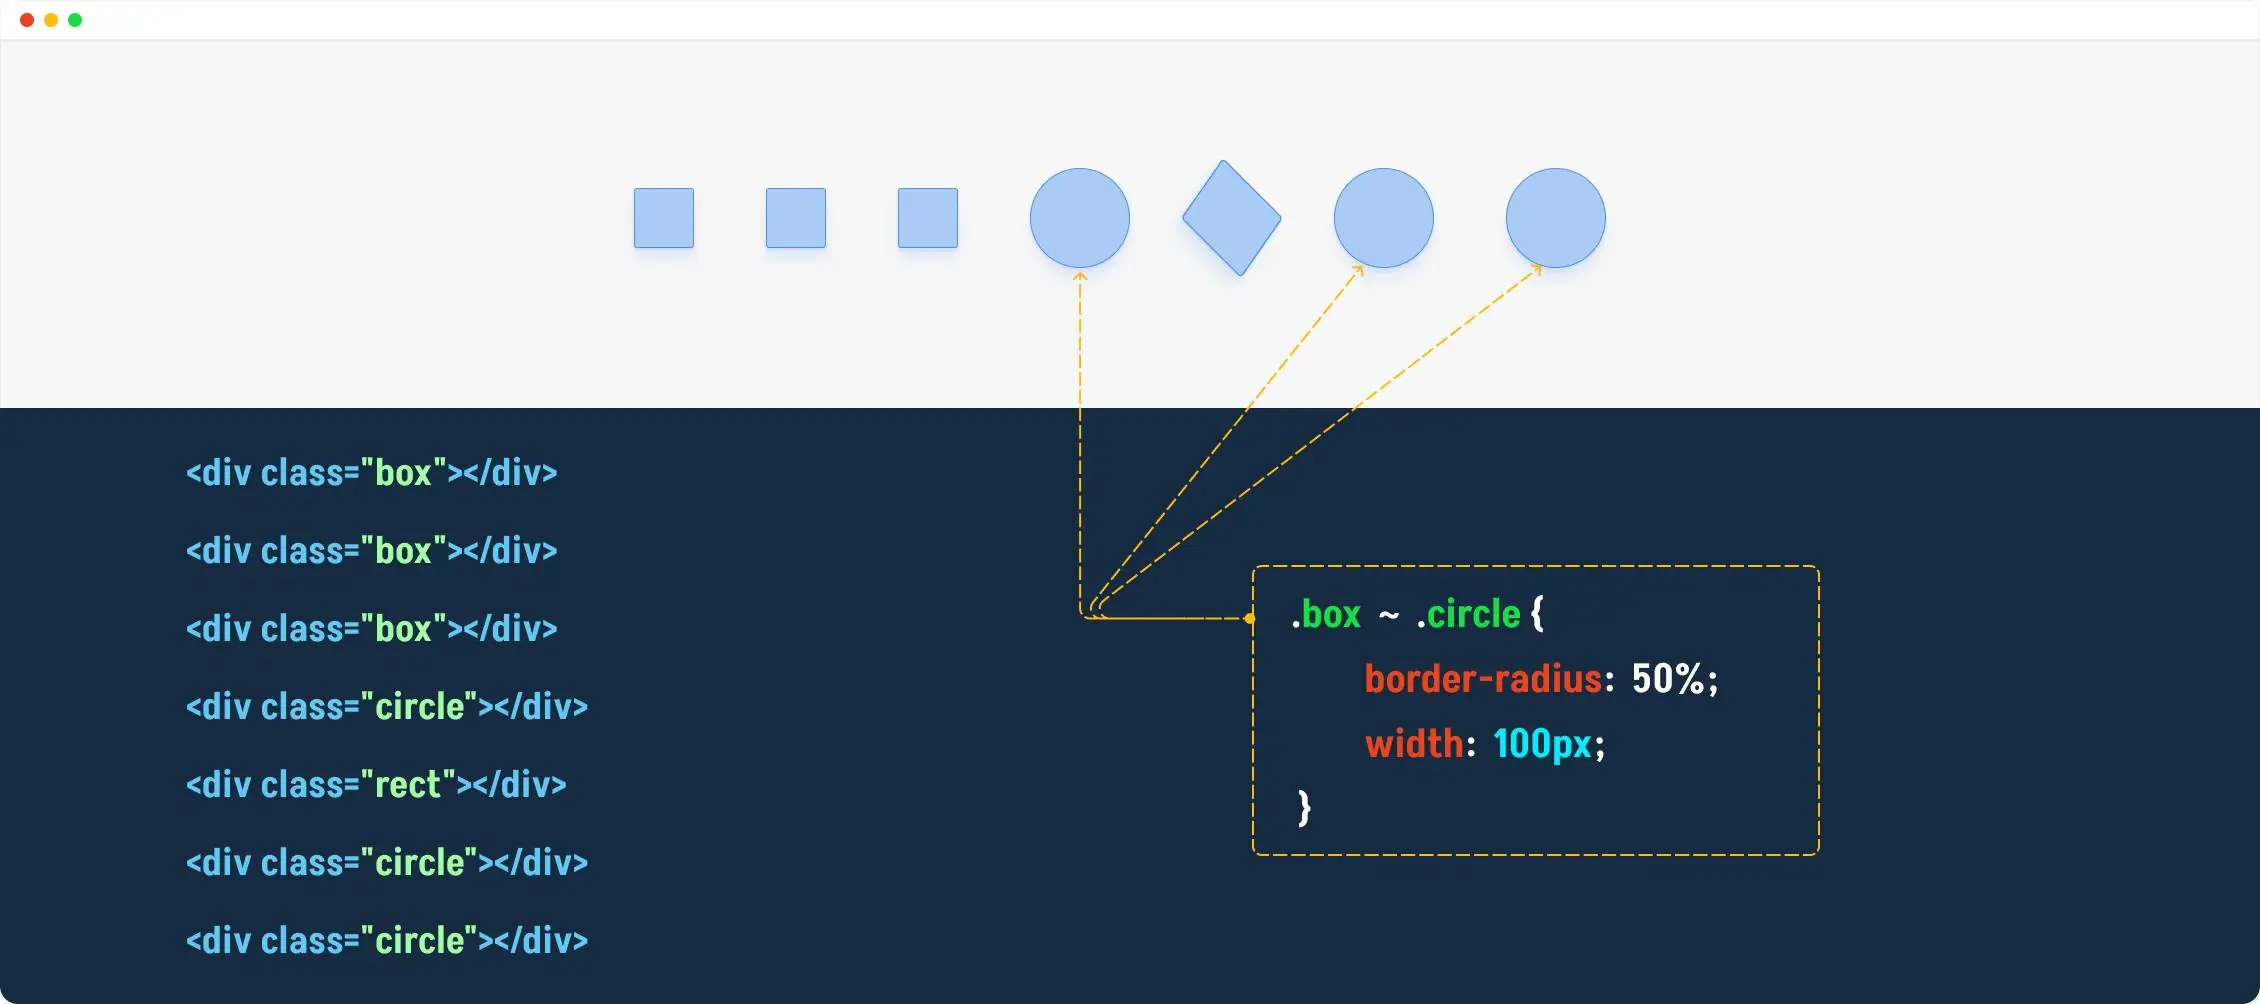 <div class="box"></div>
<div class="box"></div>
<div class="box"></div>
<div class="circle"></div>
<div class="rect"></div>
<div class="circle"></div>
<div class="circle"></div>
.box ~ .circle {
border-radius: 50%;
width: 100px;
}